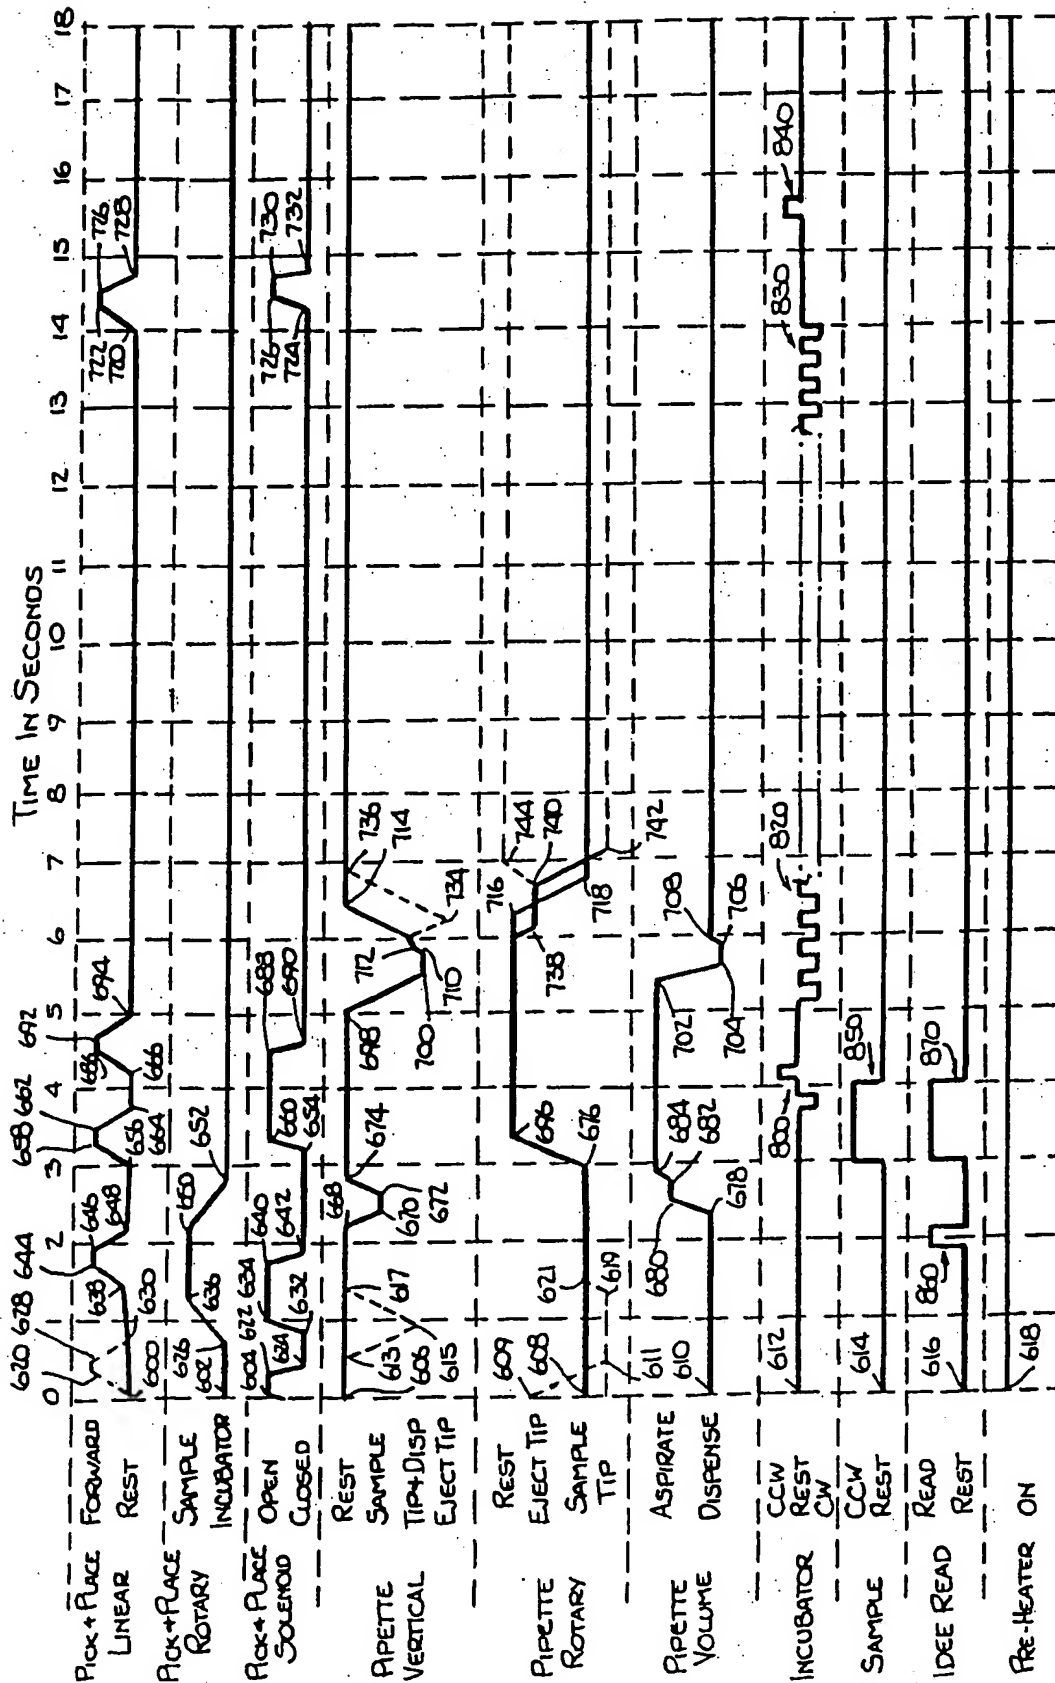 TIME IN SECONDS
0 1 2 3 4 5 6 7 8 9 10 11 12 13 14 15 16 17 18
PICK & PLACE LINEAR
FORWARD
REST
620 628 644 658 662 692
600 630 638 646 648 656 664 666 686 694
722 720 726 728
PICK & PLACE ROTARY
SAMPLE
INCUBATOR
602 626 636 650 652
PICK & PLACE SOLENOID
OPEN
CLOSED
604 624 622 634 632 640 642 654 660 688 690
726 724 730 732
PIPETTE VERTICAL
REST
SAMPLE
TIP & DISP
EJECT TIP
606 613 615 617 668 670 672 674 698 700 710 712 714 734 736
PIPETTE ROTARY
REST
EJECT TIP
SAMPLE
TIP
609 608 611 621 619 676 696 716 738 718 744 740 742
PIPETTE VOLUME
ASPIRATE
DISPENSE
610 678 680 682 684 702 704 706 708
INCUBATOR
CCW
REST
CW
612 800 820 830 840
SAMPLE
CCW
REST
614 850
IDEE READ
READ
REST
616 860 870
PRE-HEATER
ON
618